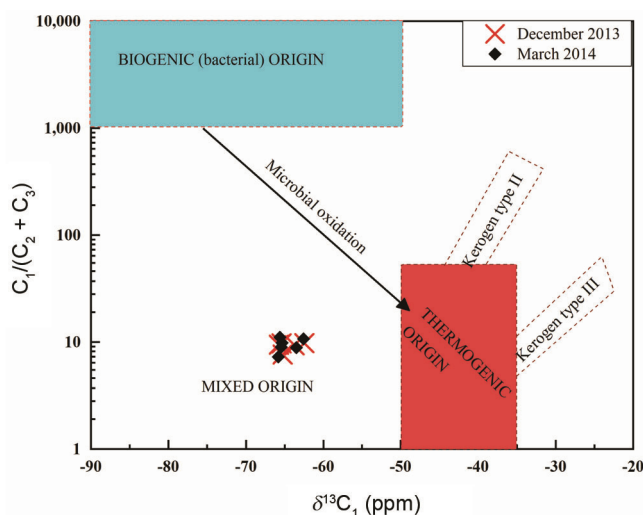 10,000
1,000
100
10
1
C₁/(C₂ + C₃)
BIOGENIC (bacterial) ORIGIN
December 2013
March 2014
Microbial oxidation
Kerogen type II
Kerogen type III
THERMOGENIC
ORIGIN
MIXED ORIGIN
-90 -80 -70 -60 -50 -40 -30 -20
δ¹³C₁ (ppm)